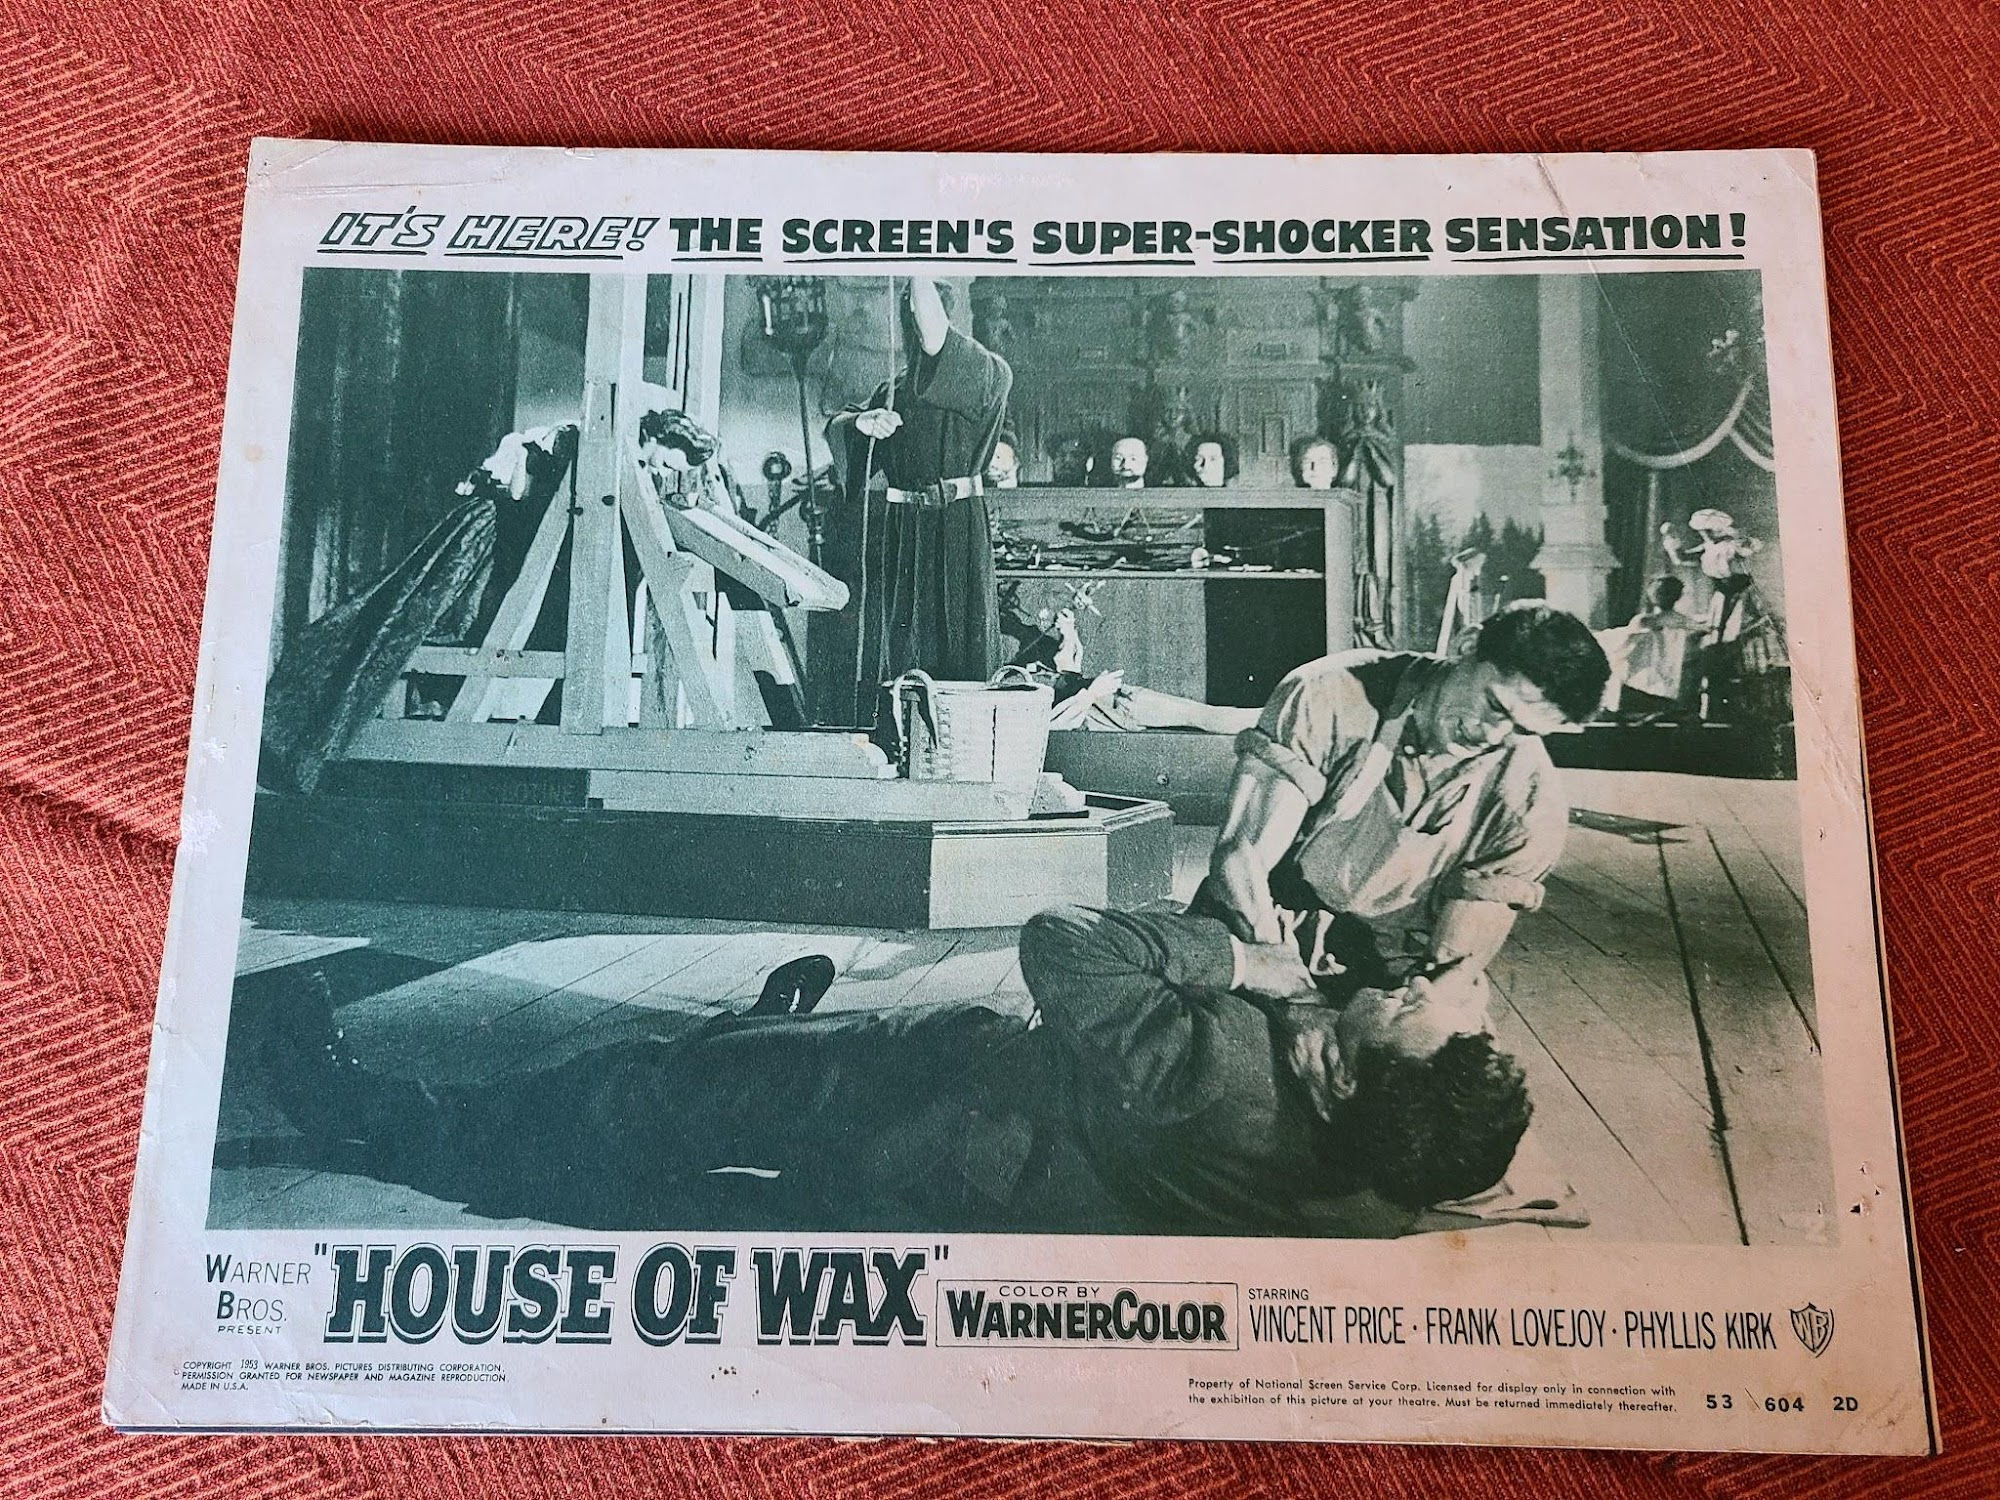 IT'S HERE! THE SCREEN'S SUPER-SHOCKER SENSATION!
WARNER
BROS.
PRESENT
"HOUSE OF WAX"
COLOR BY
WARNERCOLOR
STARRING
VINCENT PRICE · FRANK LOVEJOY · PHYLLIS KIRK
WB
COPYRIGHT 1953 WARNER BROS. PICTURES DISTRIBUTING CORPORATION.
PERMISSION GRANTED FOR NEWSPAPER AND MAGAZINE REPRODUCTION
MADE IN U.S.A.
Property of National Screen Service Corp. Licensed for display only in connection with
the exhibition of this picture at your theatre. Must be returned immediately thereafter.
53 604 2D